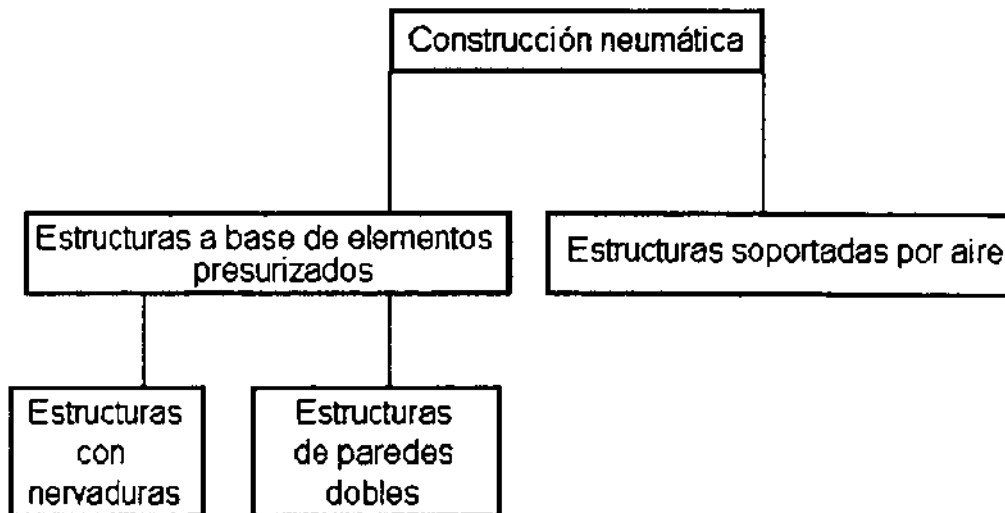 Construcción neumática
Estructuras a base de elementos
presurizados
Estructuras soportadas por aire
Estructuras
con
nervaduras
Estructuras
de paredes
dobles